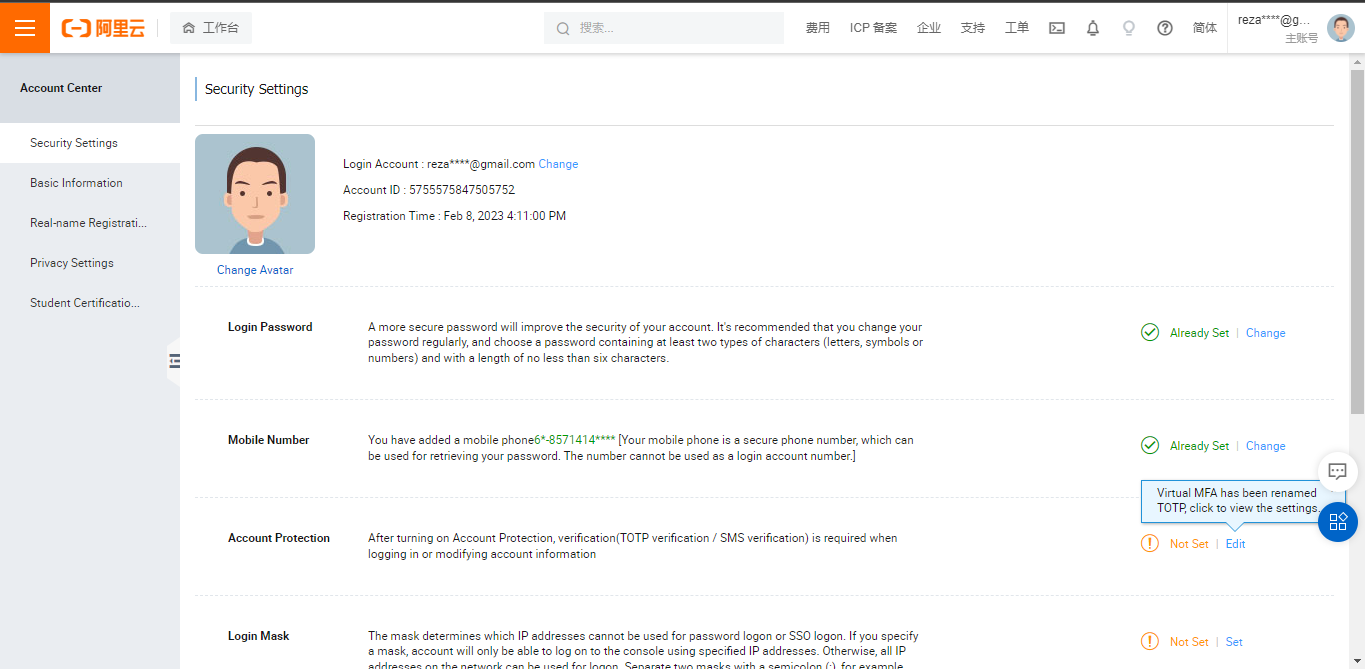 阿里云
工作台
搜索...
费用
ICP 备案
企业
支持
工单
简体
reza****@g...
主账号
Account Center
Security Settings
Basic Information
Real-name Registrati...
Privacy Settings
Student Certificatio...
Security Settings
Login Account : reza****@gmail.com Change
Account ID : 5755575847505752
Registration Time : Feb 8, 2023 4:11:00 PM
Change Avatar
Login Password
A more secure password will improve the security of your account. It's recommended that you change your
password regularly, and choose a password containing at least two types of characters (letters, symbols or
numbers) and with a length of no less than six characters.
Already Set | Change
Mobile Number
You have added a mobile phone6*-8571414**** [Your mobile phone is a secure phone number, which can
be used for retrieving your password. The number cannot be used as a login account number.]
Already Set | Change
Virtual MFA has been renamed
TOTP, click to view the settings.
Account Protection
After turning on Account Protection, verification(TOTP verification / SMS verification) is required when
logging in or modifying account information
Not Set | Edit
Login Mask
The mask determines which IP addresses cannot be used for password logon or SSO logon. If you specify
a mask, account will only be able to log on to the console using specified IP addresses. Otherwise, all IP
addresses on the network can be used for logon. Separate two masks with a semicolon (;), for example
Not Set | Set